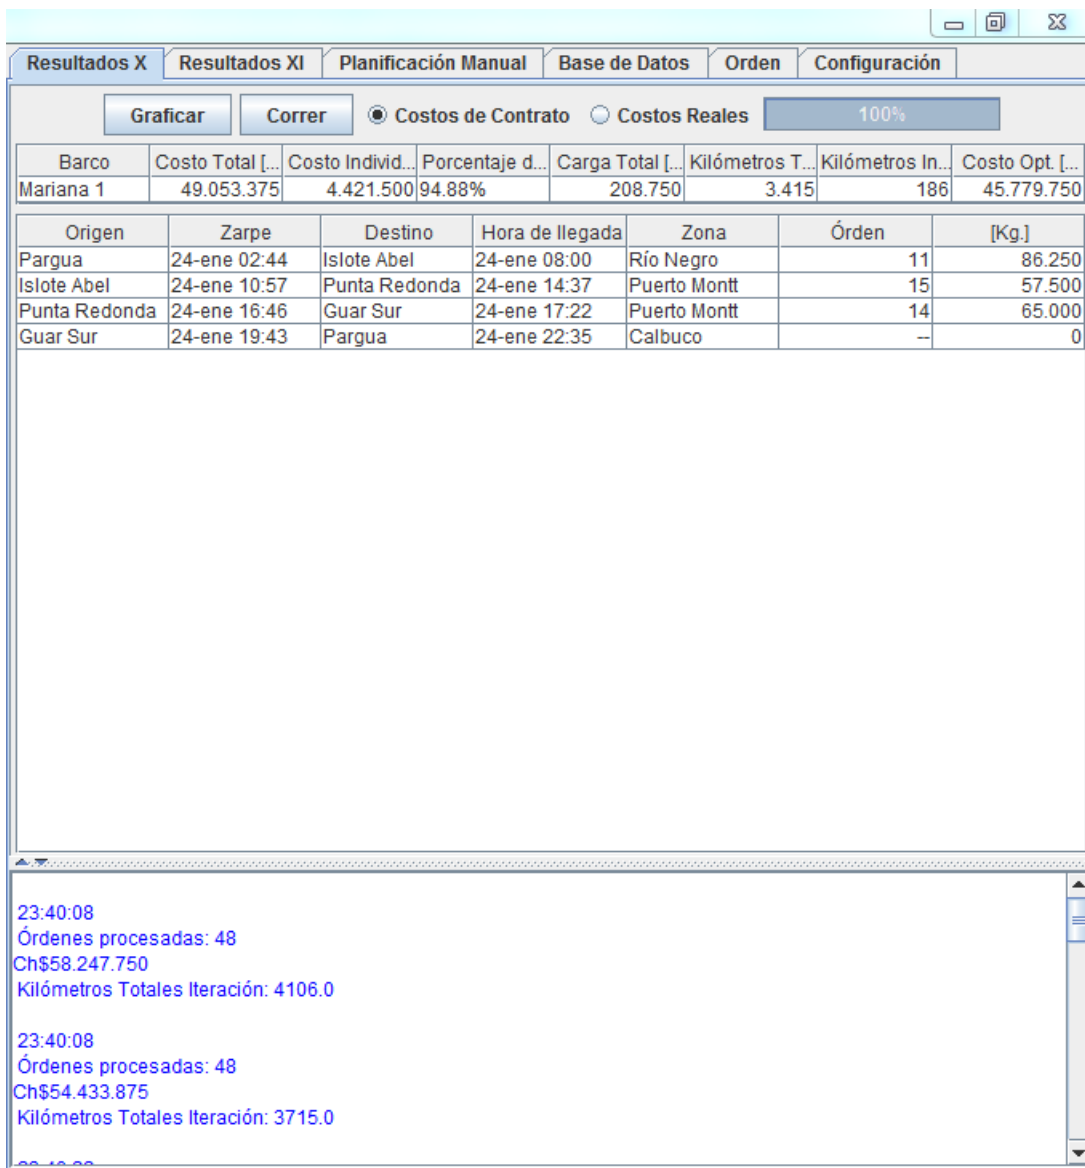 Resultados X Resultados XI Planificación Manual Base de Datos Orden Configuración
Graficar Correr Costos de Contrato Costos Reales 100%
Barco Costo Total [... Costo Individ... Porcentaje d... Carga Total [... Kilómetros T... Kilómetros In... Costo Opt. [...
Mariana 1 49.053.375 4.421.500 94.88% 208.750 3.415 186 45.779.750
Origen Zarpe Destino Hora de llegada Zona Órden [Kg.]
Pargua 24-ene 02:44 Islote Abel 24-ene 08:00 Río Negro 11 86.250
Islote Abel 24-ene 10:57 Punta Redonda 24-ene 14:37 Puerto Montt 15 57.500
Punta Redonda 24-ene 16:46 Guar Sur 24-ene 17:22 Puerto Montt 14 65.000
Guar Sur 24-ene 19:43 Pargua 24-ene 22:35 Calbuco -- 0
23:40:08
Órdenes procesadas: 48
Ch$58.247.750
Kilómetros Totales Iteración: 4106.0
23:40:08
Órdenes procesadas: 48
Ch$54.433.875
Kilómetros Totales Iteración: 3715.0